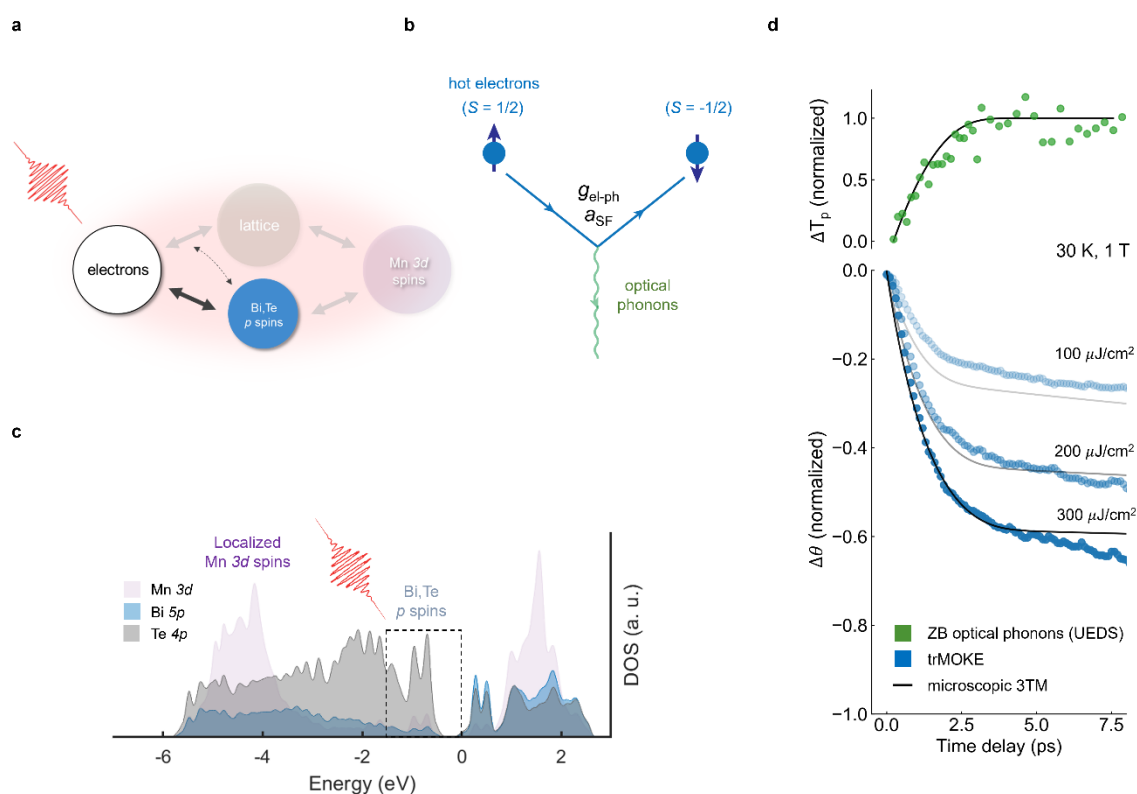 a
electrons
lattice
Bi,Te
p spins
Mn 3d
spins
b
hot electrons
(S = 1/2)
(S = -1/2)
g_el-ph
a_SF
optical
phonons
c
Localized
Mn 3d spins
Mn 3d
Bi 5p
Te 4p
Bi,Te
p spins
DOS (a. u.)
-6
-4
-2
0
2
Energy (eV)
d
ΔT_p (normalized)
1.0
0.5
0.0
30 K, 1 T
Δθ (normalized)
0.0
−0.2
−0.4
−0.6
−0.8
−1.0
100 μJ/cm²
200 μJ/cm²
300 μJ/cm²
ZB optical phonons (UEDS)
trMOKE
microscopic 3TM
0.0
2.5
5.0
7.5
Time delay (ps)